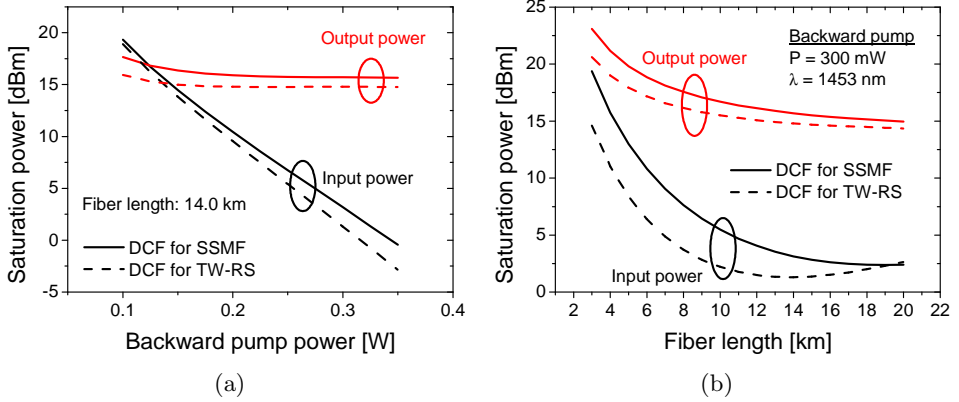 Saturation power [dBm]
20
15
10
5
0
-5
0.1
0.2
0.3
0.4
Backward pump power [W]
Output power
Input power
Fiber length: 14.0 km
DCF for SSMF
DCF for TW-RS
(a)
Saturation power [dBm]
25
20
15
10
5
0
2
4
6
8
10
12
14
16
18
20
22
Fiber length [km]
Backward pump
P = 300 mW
λ = 1453 nm
Output power
DCF for SSMF
DCF for TW-RS
Input power
(b)